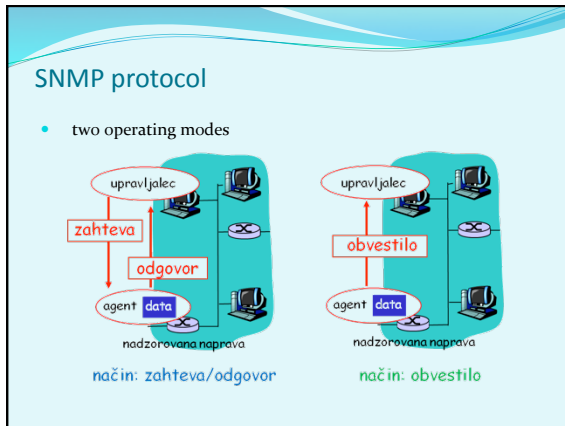 SNMP protocol
two operating modes
upravljalec
zahteva
odgovor
agent data
nadzorovana naprava
način: zahteva/odgovor
upravljalec
obvestilo
agent data
nadzorovana naprava
način: obvestilo